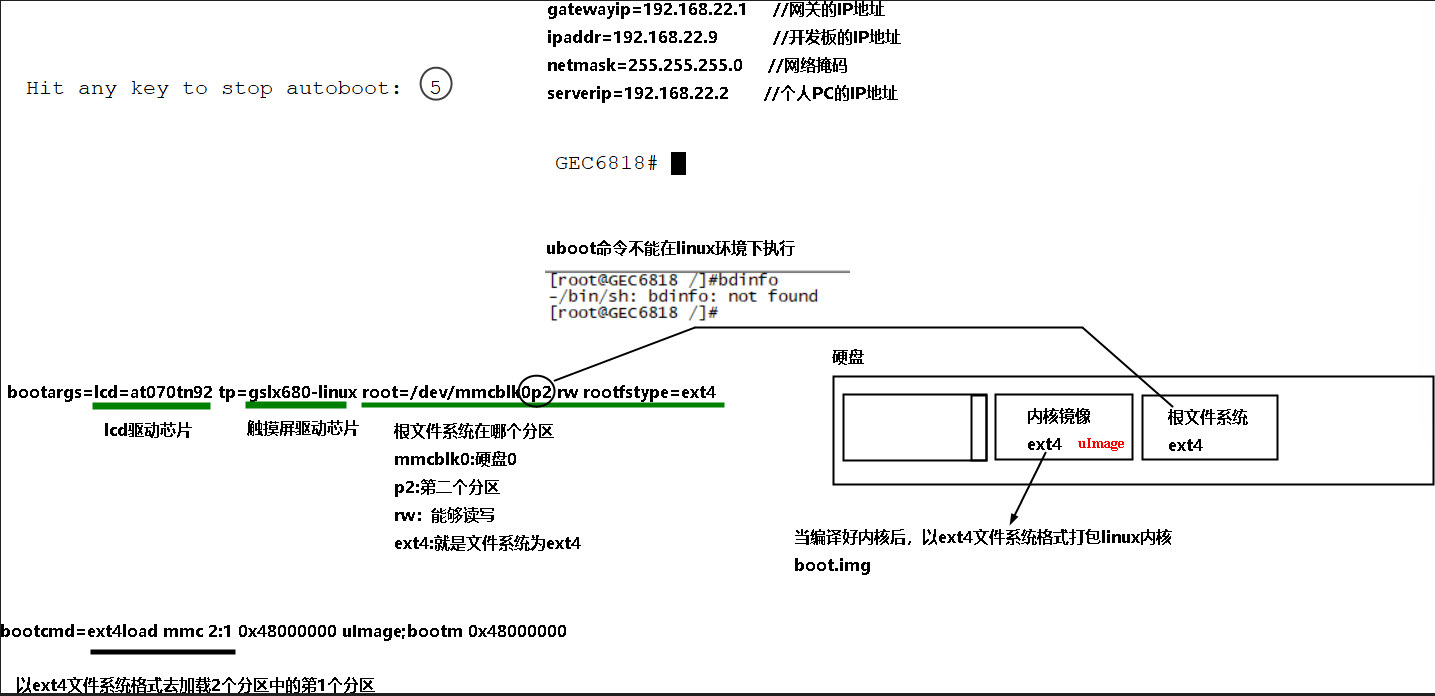 gatewayip=192.168.22.1 //网关的IP地址
ipaddr=192.168.22.9 //开发板的IP地址
netmask=255.255.255.0 //网络掩码
serverip=192.168.22.2 //个人PC的IP地址
Hit any key to stop autoboot: 5
GEC6818#
uboot命令不能在linux环境下执行
[root@GEC6818 /]#bdinfo
-/bin/sh: bdinfo: not found
[root@GEC6818 /]#
硬盘
内核镜像
ext4 uImage
根文件系统
ext4
bootargs=lcd=at070tn92 tp=gslx680-linux root=/dev/mmcblk0p2 rw rootfstype=ext4
lcd驱动芯片
触摸屏驱动芯片
根文件系统在哪个分区
mmcblk0:硬盘0
p2:第二个分区
rw：能够读写
ext4:就是文件系统为ext4
当编译好内核后，以ext4文件系统格式打包linux内核
boot.img
bootcmd=ext4load mmc 2:1 0x48000000 uImage;bootm 0x48000000
以ext4文件系统格式去加载2个分区中的第1个分区